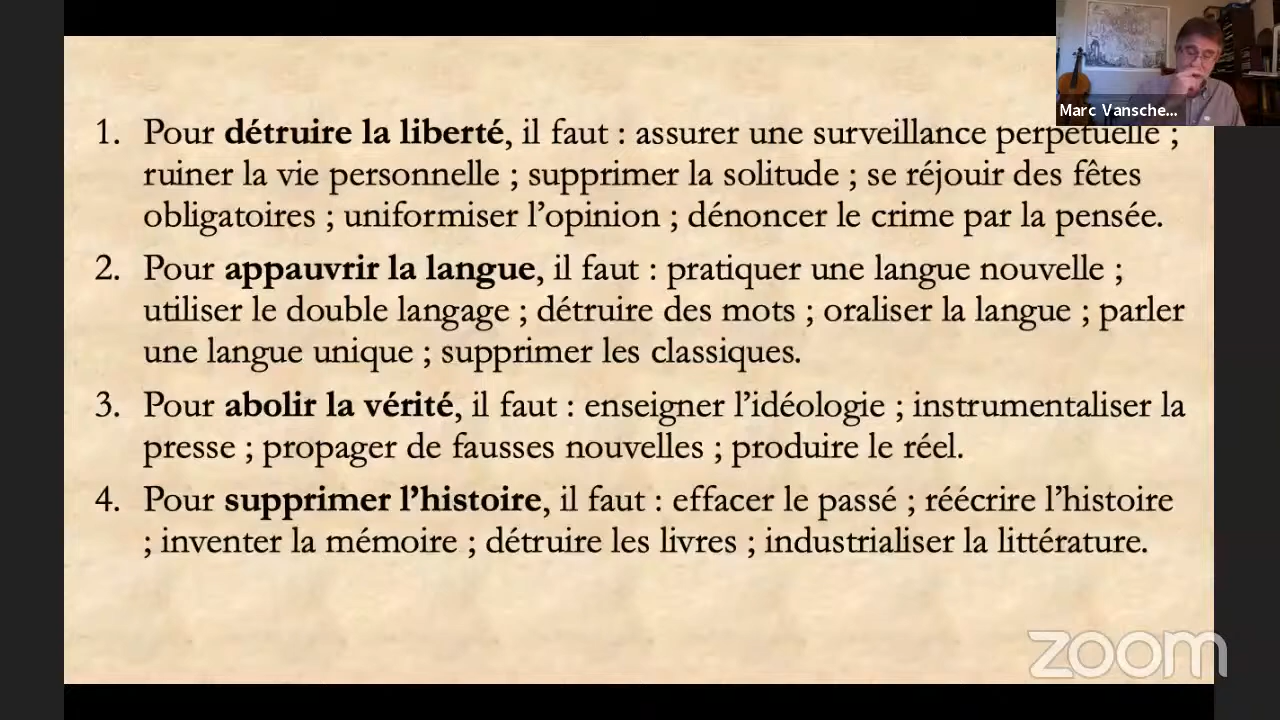 Marc Vansche...
1. Pour détruire la liberté, il faut : assurer une surveillance perpétuelle ;
ruiner la vie personnelle ; supprimer la solitude ; se réjouir des fêtes
obligatoires ; uniformiser l’opinion ; dénoncer le crime par la pensée.
2. Pour appauvrir la langue, il faut : pratiquer une langue nouvelle ;
utiliser le double langage ; détruire des mots ; oraliser la langue ; parler
une langue unique ; supprimer les classiques.
3. Pour abolir la vérité, il faut : enseigner l’idéologie ; instrumentaliser la
presse ; propager de fausses nouvelles ; produire le réel.
4. Pour supprimer l’histoire, il faut : effacer le passé ; réécrire l’histoire
; inventer la mémoire ; détruire les livres ; industrialiser la littérature.
zoom